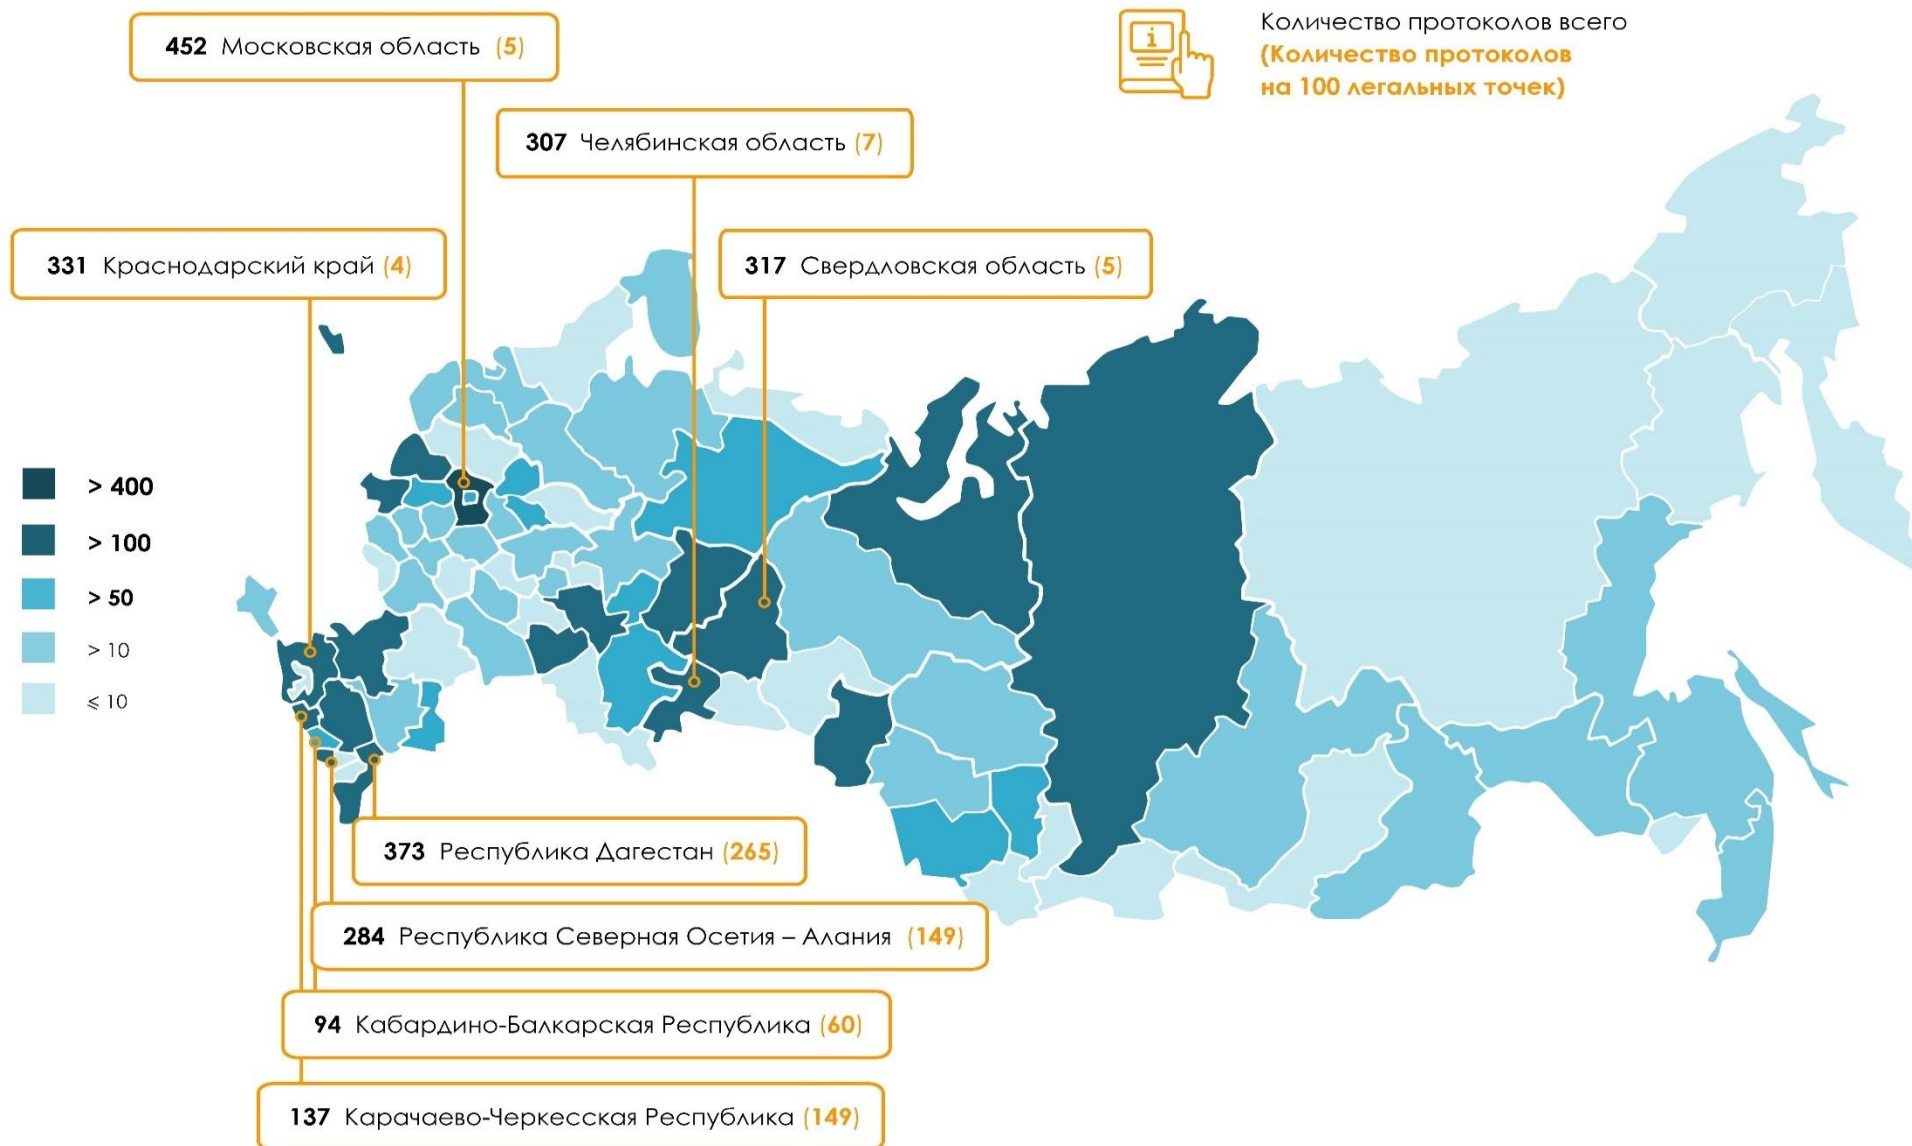 452 Московская область (5)
Количество протоколов всего
(Количество протоколов
на 100 легальных точек)
307 Челябинская область (7)
331 Краснодарский край (4)
317 Свердловская область (5)
> 400
> 100
> 50
> 10
⩽ 10
373 Республика Дагестан (265)
284 Республика Северная Осетия – Алания (149)
94 Кабардино-Балкарская Республика (60)
137 Карачаево-Черкесская Республика (149)